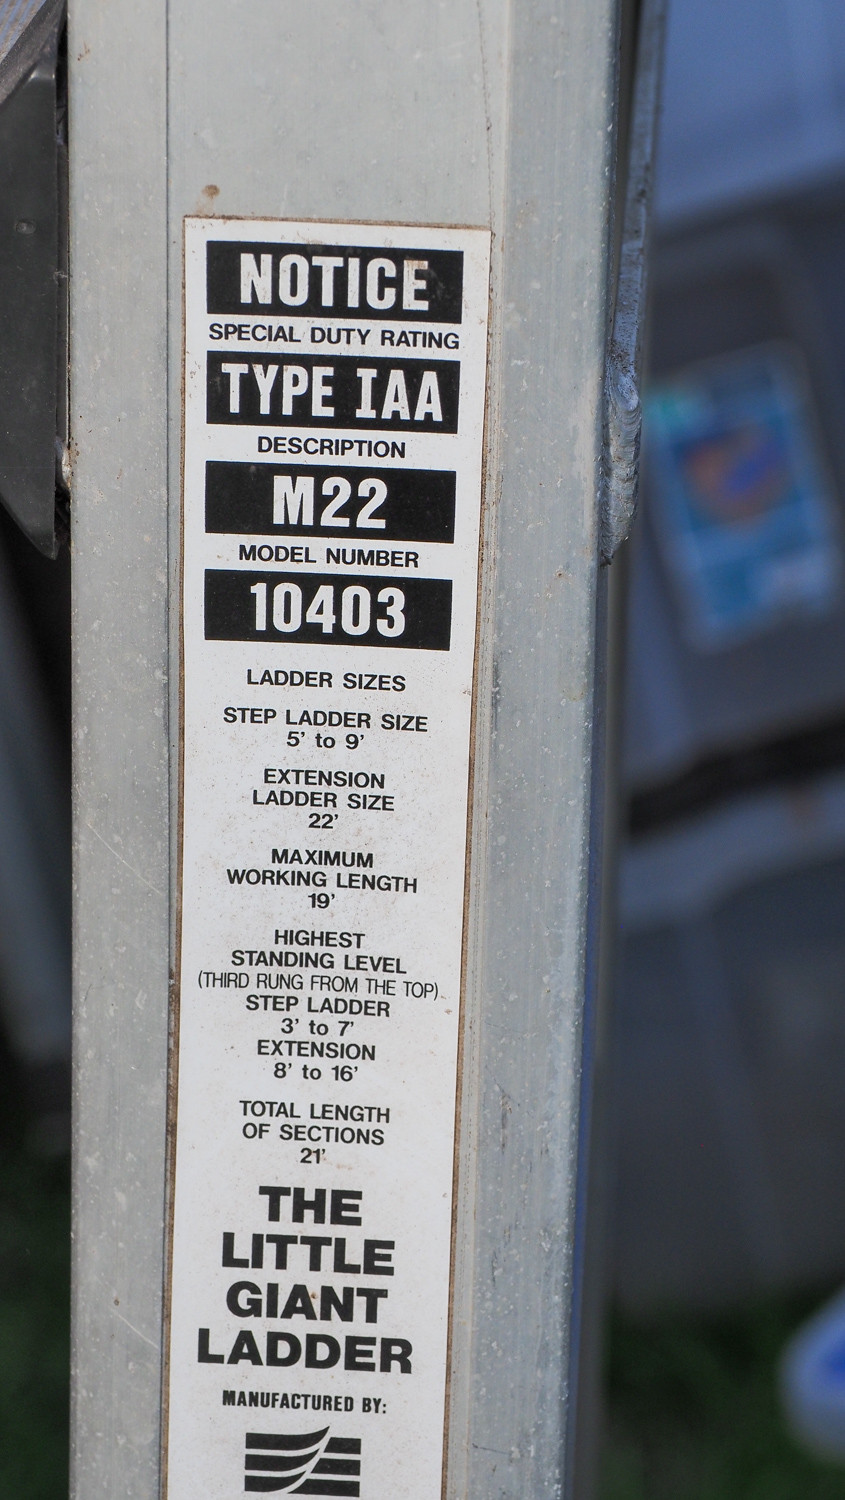 NOTICE
SPECIAL DUTY RATING
TYPE IAA
DESCRIPTION
M22
MODEL NUMBER
10403
LADDER SIZES
STEP LADDER SIZE
5' to 9'
EXTENSION
LADDER SIZE
22'
MAXIMUM
WORKING LENGTH
19'
HIGHEST
STANDING LEVEL
(THIRD RUNG FROM THE TOP)
STEP LADDER
3' to 7'
EXTENSION
8' to 16'
TOTAL LENGTH
OF SECTIONS
21'
THE
LITTLE
GIANT
LADDER
MANUFACTURED BY: